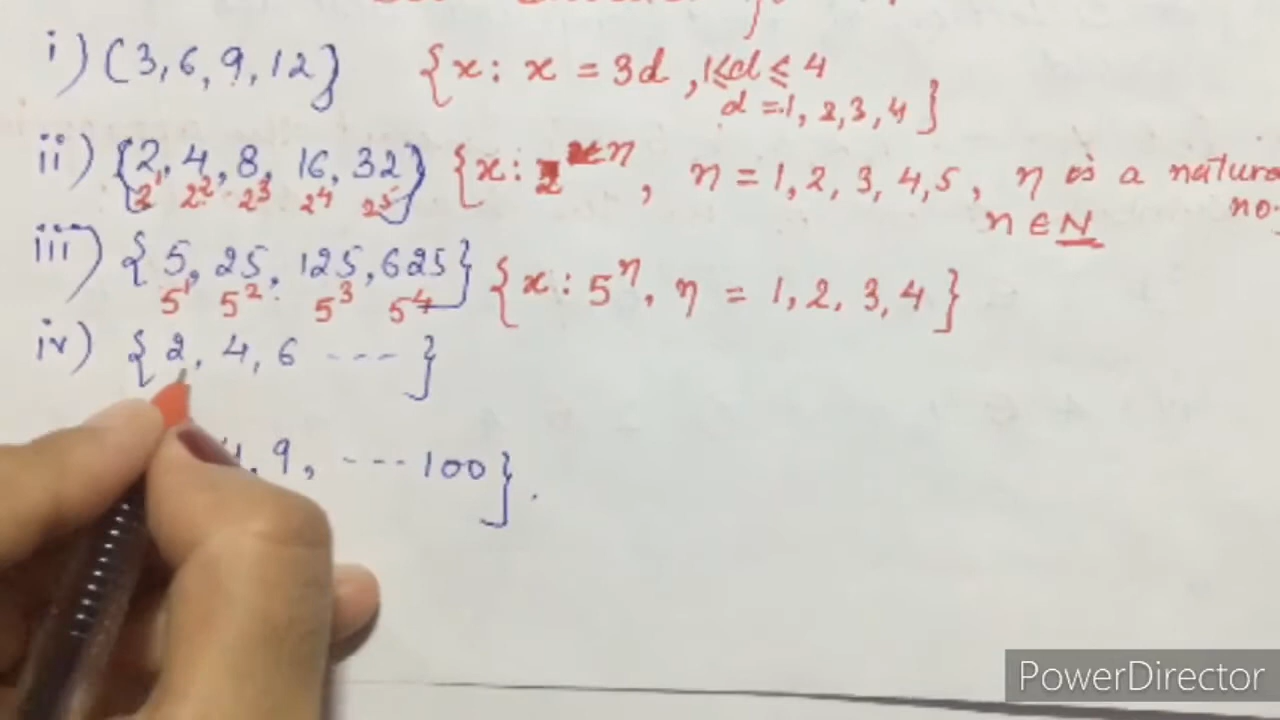 i) (3, 6, 9, 12} {x : x = 3d , 1≤d ≤ 4
d = 1, 2, 3, 4 }
ii) {2, 4, 8, 16, 32} {x : 2ⁿ , n = 1, 2, 3, 4, 5, n is a natura
2¹ 2² 2³ 2⁴ 2⁵ n ∈ N no.
iii) { 5, 25, 125, 625} {x : 5ⁿ, n = 1, 2, 3, 4 }
5¹ 5² 5³ 5⁴
iv) { 2, 4, 6 ---- }
4, 9, --- 100}.
PowerDirector